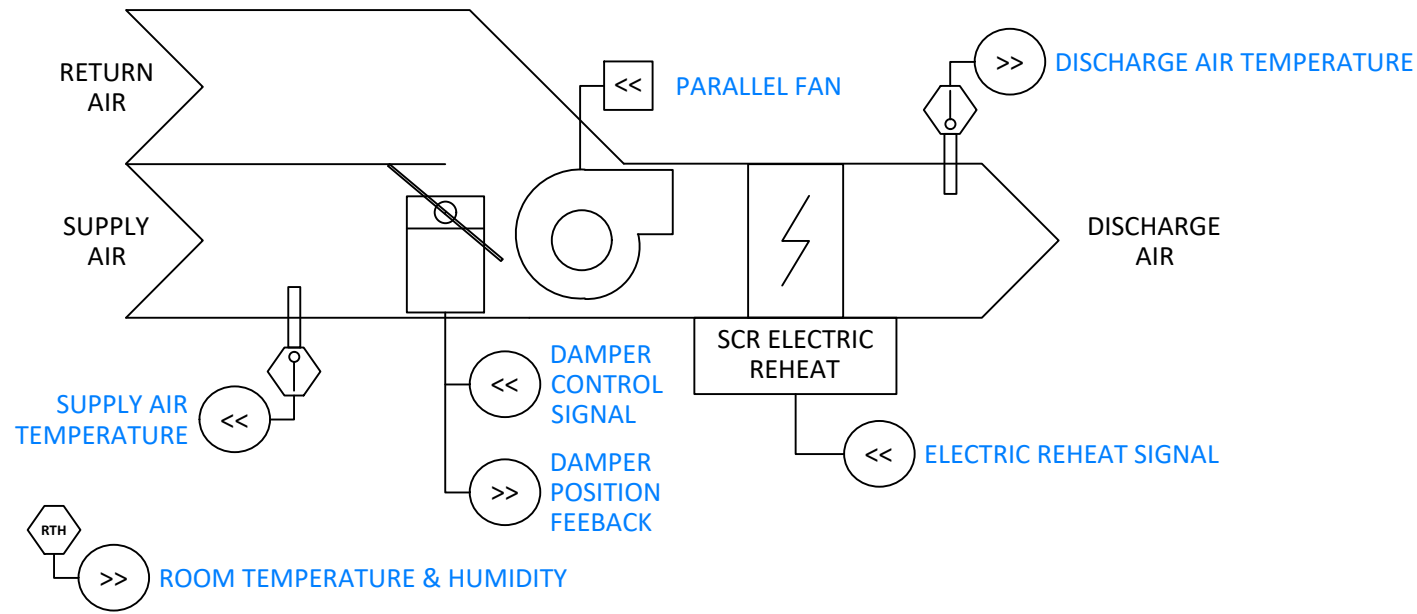 RETURN
AIR
<<
PARALLEL FAN
>>
DISCHARGE AIR TEMPERATURE
SUPPLY
AIR
DISCHARGE
AIR
SCR ELECTRIC
REHEAT
SUPPLY AIR
TEMPERATURE
<<
<<
DAMPER
CONTROL
SIGNAL
<<
ELECTRIC REHEAT SIGNAL
>>
DAMPER
POSITION
FEEBACK
RTH
>>
ROOM TEMPERATURE & HUMIDITY